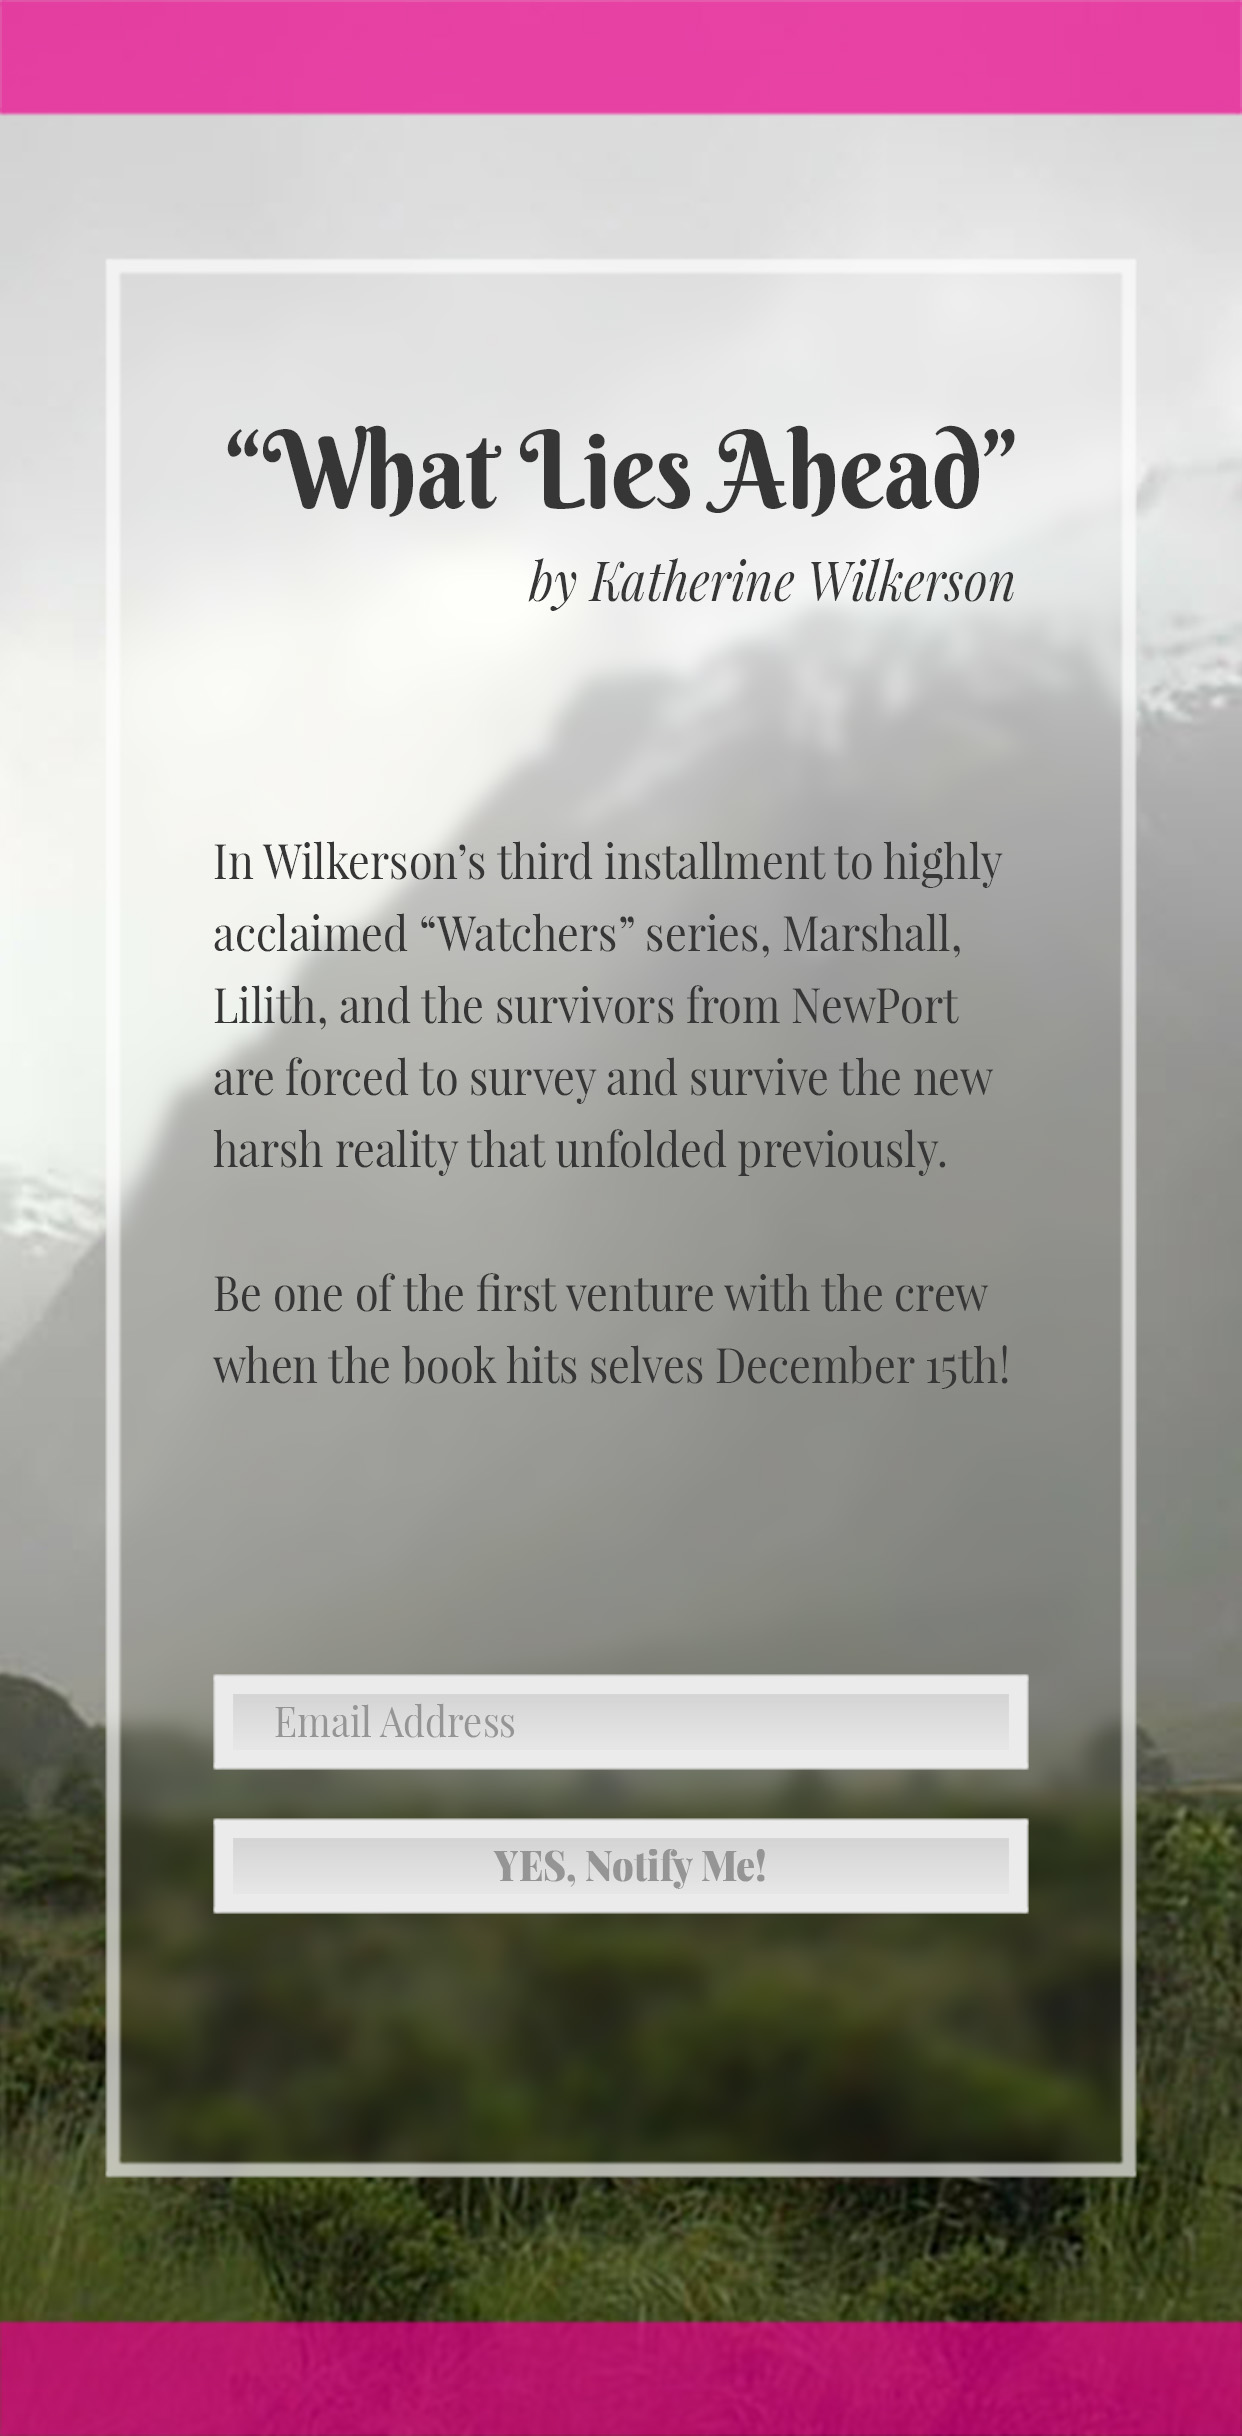 “What Lies Ahead”
by Katherine Wilkerson
In Wilkerson’s third installment to highly
acclaimed “Watchers” series, Marshall,
Lilith, and the survivors from NewPort
are forced to survey and survive the new
harsh reality that unfolded previously.
Be one of the first venture with the crew
when the book hits selves December 15th!
Email Address
YES, Notify Me!